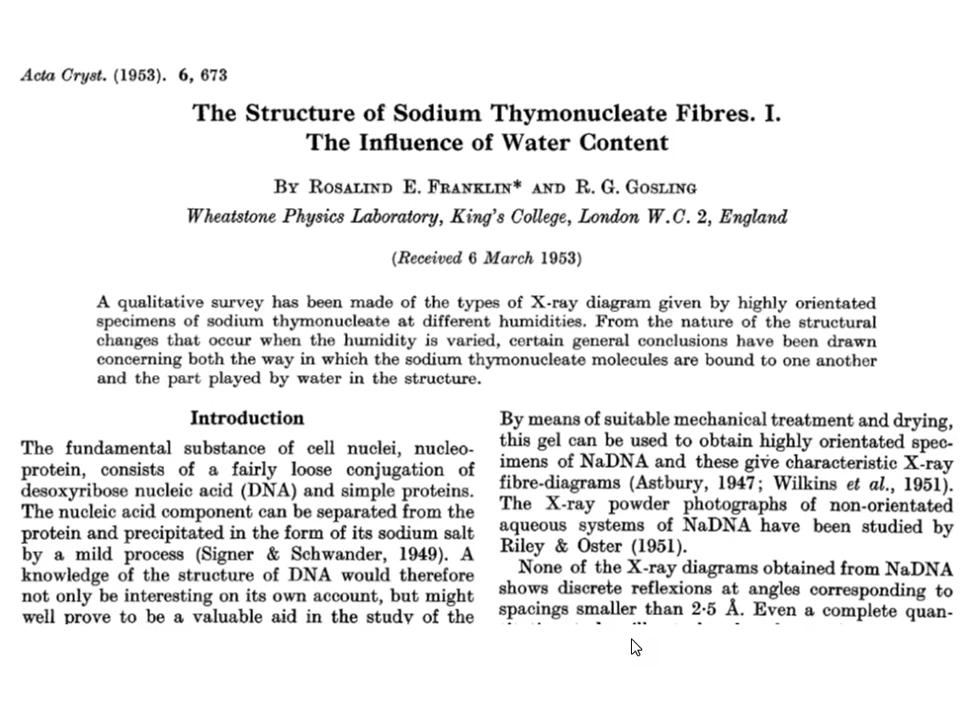 Acta Cryst. (1953). 6, 673
The Structure of Sodium Thymonucleate Fibres. I.
The Influence of Water Content
By Rosalind E. Franklin* and R. G. Gosling
Wheatstone Physics Laboratory, King's College, London W.C. 2, England
(Received 6 March 1953)
A qualitative survey has been made of the types of X-ray diagram given by highly orientated
specimens of sodium thymonucleate at different humidities. From the nature of the structural
changes that occur when the humidity is varied, certain general conclusions have been drawn
concerning both the way in which the sodium thymonucleate molecules are bound to one another
and the part played by water in the structure.
Introduction
The fundamental substance of cell nuclei, nucleo-
protein, consists of a fairly loose conjugation of
desoxyribose nucleic acid (DNA) and simple proteins.
The nucleic acid component can be separated from the
protein and precipitated in the form of its sodium salt
by a mild process (Signer & Schwander, 1949). A
knowledge of the structure of DNA would therefore
not only be interesting on its own account, but might
well prove to be a valuable aid in the study of the
By means of suitable mechanical treatment and drying,
this gel can be used to obtain highly orientated spec-
imens of NaDNA and these give characteristic X-ray
fibre-diagrams (Astbury, 1947; Wilkins et al., 1951).
The X-ray powder photographs of non-orientated
aqueous systems of NaDNA have been studied by
Riley & Oster (1951).
None of the X-ray diagrams obtained from NaDNA
shows discrete reflexions at angles corresponding to
spacings smaller than 2·5 Å. Even a complete quan-